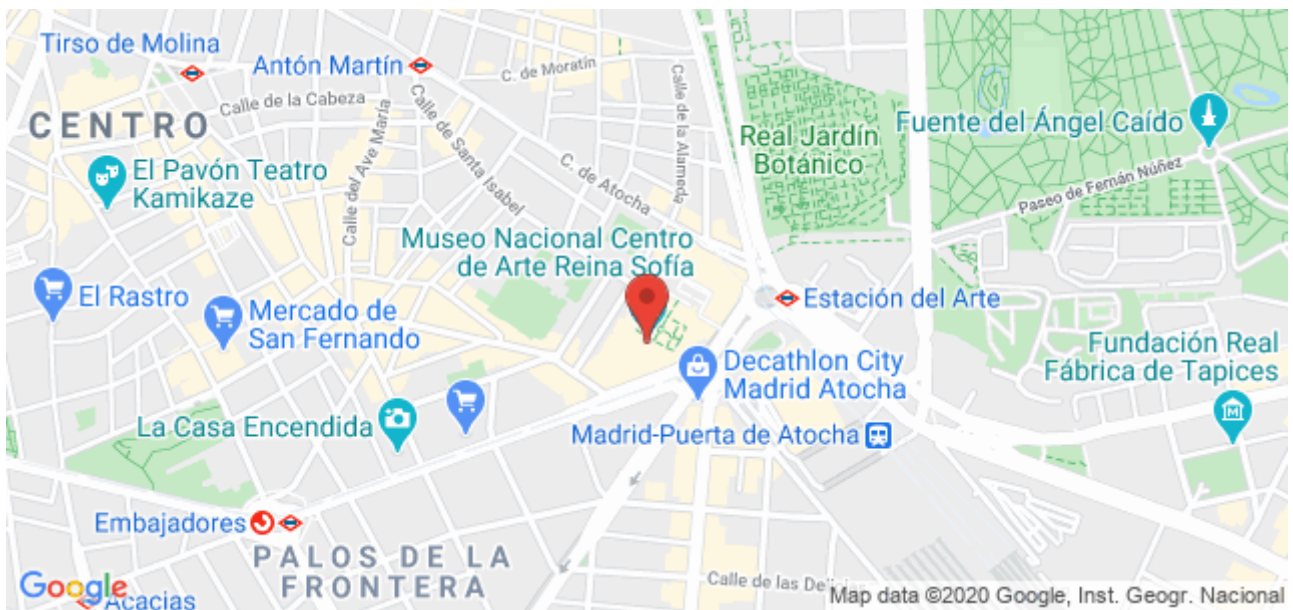 Tirso de Molina
Antón Martín
C. de Moratín
Calle de la Cabeza
Calle de la Alameda
CENTRO
Calle de Santa Isabel
Calle del Ave María
Real Jardín
Botánico
Fuente del Ángel Caído
El Pavón Teatro
Kamikaze
C. de Atocha
Paseo de Fernán Núñez
Museo Nacional Centro
de Arte Reina Sofía
El Rastro
Mercado de
San Fernando
Estación del Arte
Decathlon City
Madrid Atocha
Fundación Real
Fábrica de Tapices
La Casa Encendida
Madrid-Puerta de Atocha
M
Embajadores
PALOS DE LA
FRONTERA
Calle de las Delicias
Google
Acacias
Map data ©2020 Google, Inst. Geogr. Nacional